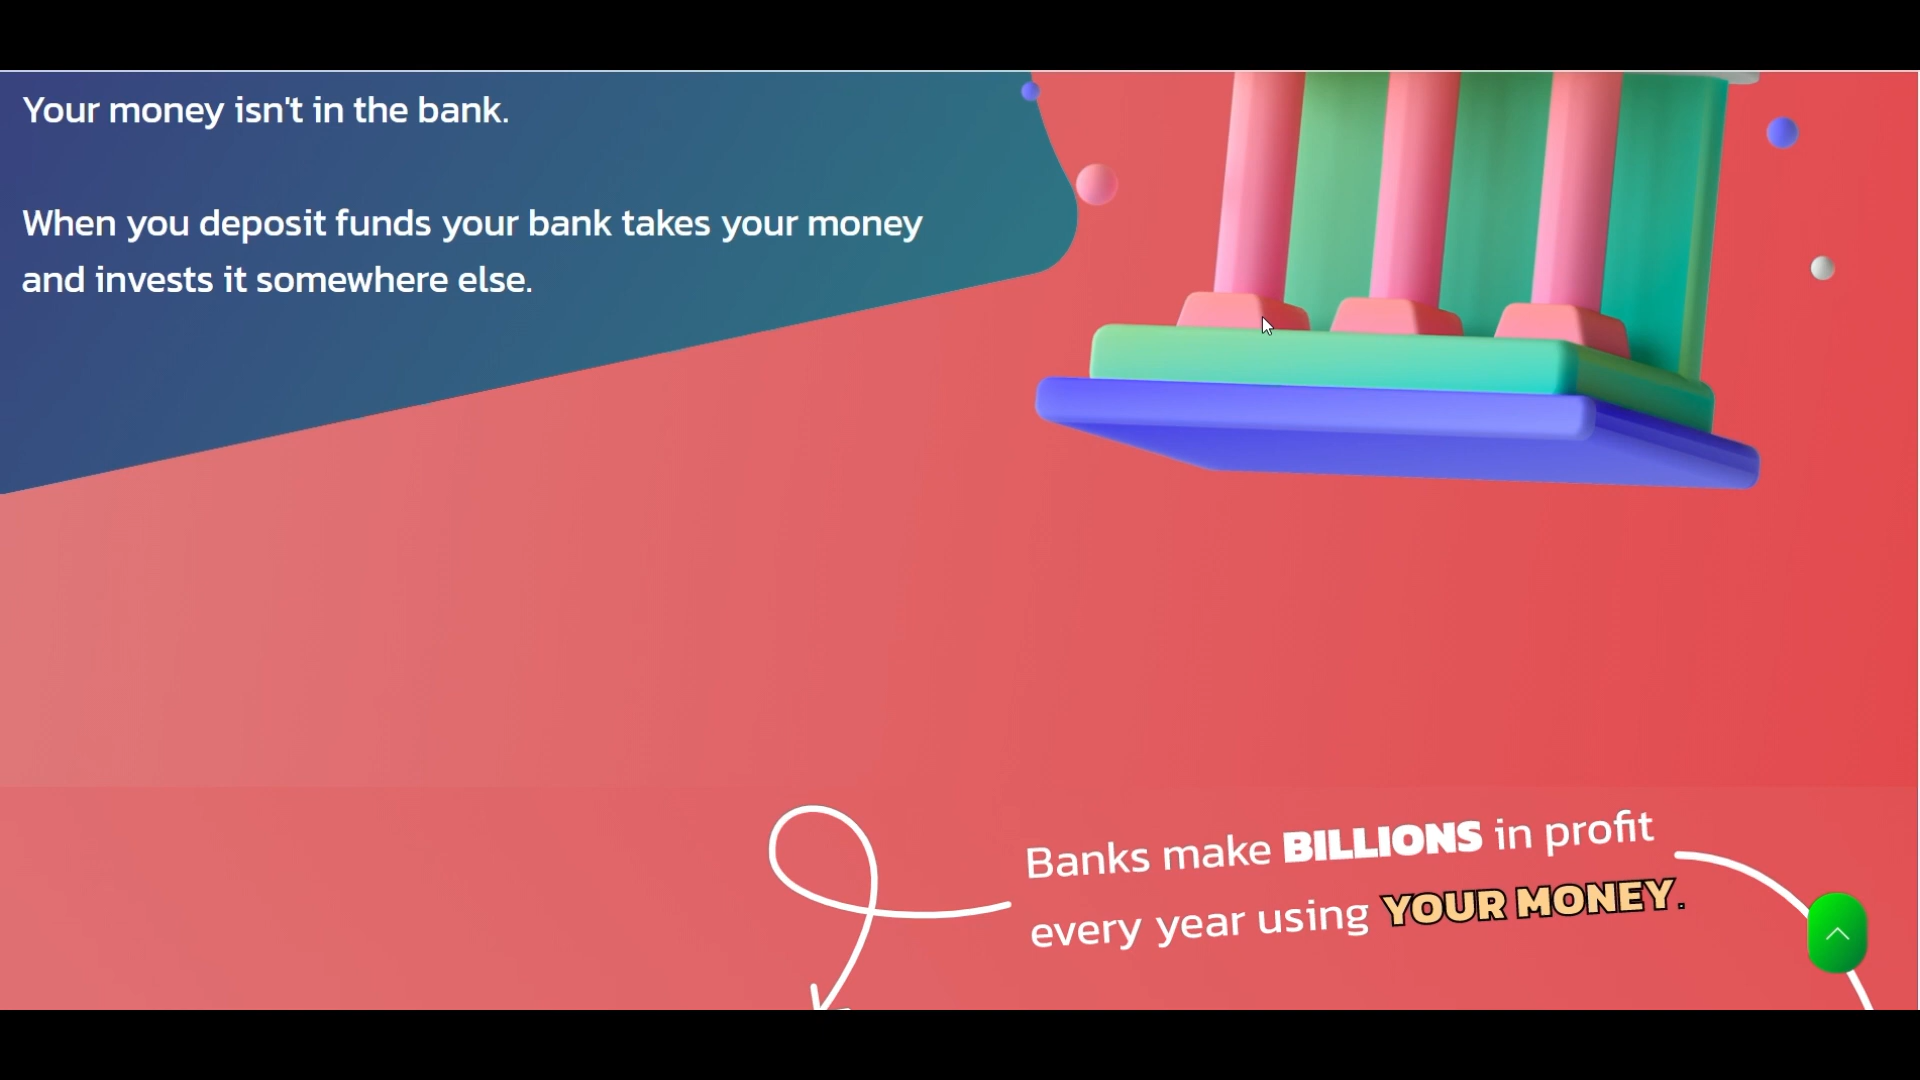 Your money isn't in the bank.
When you deposit funds your bank takes your money
and invests it somewhere else.
Banks make BILLIONS in profit
every year using YOUR MONEY.